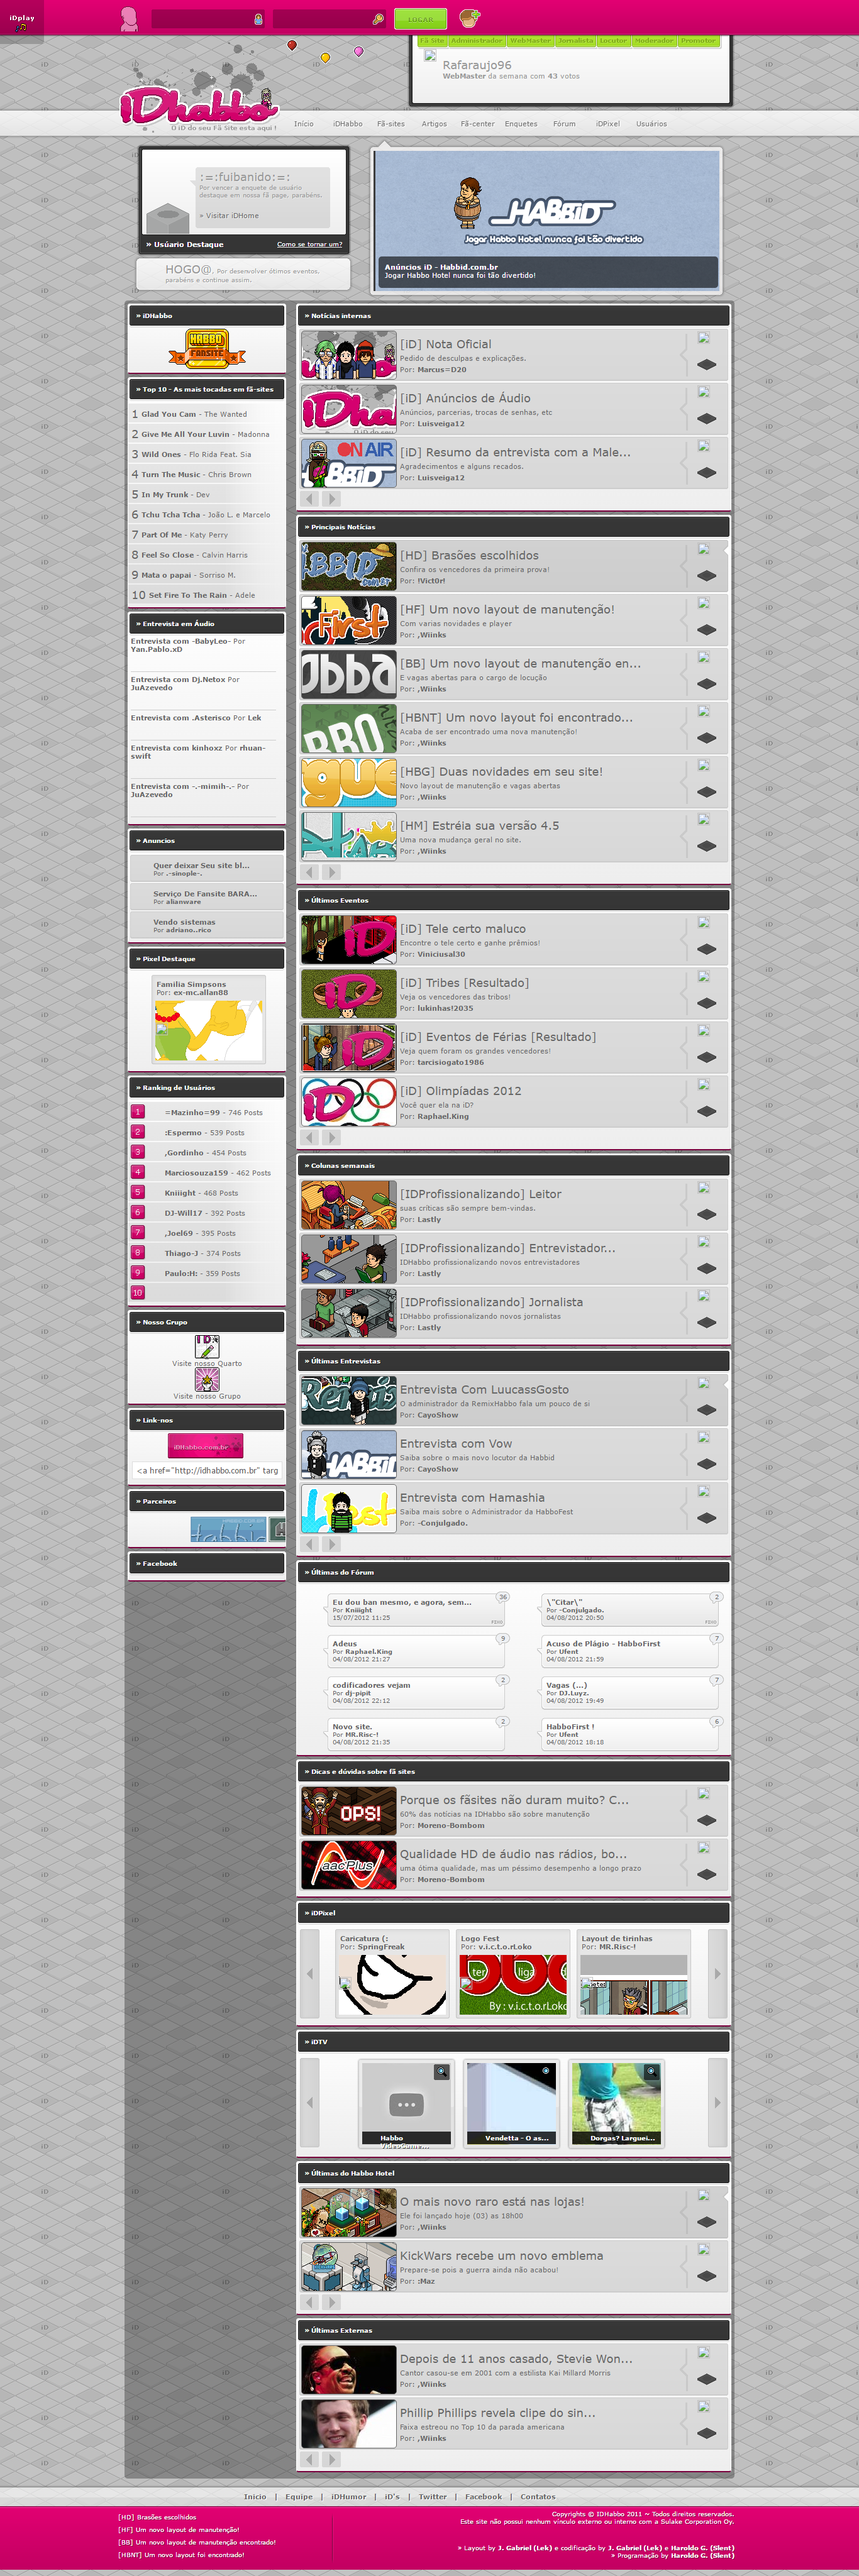 iDplay
LOGAR
Fã Site Administrador WebMaster Jornalista Locutor Moderador Promotor
Rafaraujo96
WebMaster da semana com 43 votos
iDhabbo
O iD do seu Fã Site esta aqui !
Início iDHabbo Fã-sites Artigos Fã-center Enquetes Fórum iDPixel Usuários
:=:fuibanido:=:
Por vencer a enquete de usuário
destaque em nossa fã page, parabéns.
» Visitar iDHome
» Usúario Destaque
Como se tornar um?
HOGO@. Por desenvolver ótimos eventos.
parabéns e continue assim.
HABBID
Jogar Habbo Hotel nunca foi tão divertido
Anúncios iD - Habbid.com.br
Jogar Habbo Hotel nunca foi tão divertido!
» iDHabbo
HABBO
FANSITE
» Top 10 - As mais tocadas em fã-sites
1 Glad You Cam - The Wanted
2 Give Me All Your Luvin - Madonna
3 Wild Ones - Flo Rida Feat. Sia
4 Turn The Music - Chris Brown
5 In My Trunk - Dev
6 Tchu Tcha Tcha - João L. e Marcelo
7 Part Of Me - Katy Perry
8 Feel So Close - Calvin Harris
9 Mata o papai - Sorriso M.
10 Set Fire To The Rain - Adele
» Entrevista em Áudio
Entrevista com -BabyLeo- Por
Yan.Pablo.xD
Entrevista com Dj.Netox Por
JuAzevedo
Entrevista com .Asterisco Por Lek
Entrevista com kinhoxz Por rhuan-
swift
Entrevista com -.-mimih-.- Por
JuAzevedo
» Anuncios
Quer deixar Seu site bl...
Por .-sinople-.
Serviço De Fansite BARA...
Por allanware
Vendo sistemas
Por adriano..rico
» Pixel Destaque
Familia Simpsons
Por: ex-mc.allan88
» Ranking de Usuários
1 =Mazinho=99 - 746 Posts
2 :Espermo - 539 Posts
3 ,Gordinho - 454 Posts
4 Marciosouza159 - 462 Posts
5 Kniiight - 468 Posts
6 DJ-Will17 - 392 Posts
7 ,Joel69 - 395 Posts
8 Thiago-J - 374 Posts
9 Paulo:H: - 359 Posts
10
» Nosso Grupo
Visite nosso Quarto
Visite nosso Grupo
» Link-nos
iDHabbo.com.br
<a href="http://idhabbo.com.br" targ
» Parceiros
» Facebook
» Notícias internas
[iD] Nota Oficial
Pedido de desculpas e explicações.
Por: Marcus=D20
[iD] Anúncios de Áudio
Anúncios, parcerias, trocas de senhas, etc
Por: Luisveiga12
ON AIR
[iD] Resumo da entrevista com a Male...
Agradecimentos e alguns recados.
Por: Luisveiga12
» Principais Notícias
[HD] Brasões escolhidos
Confira os vencedores da primeira prova!
Por: !Vict0r!
First
[HF] Um novo layout de manutenção!
Com varias novidades e player
Por: ,Wiinks
[BB] Um novo layout de manutenção en...
E vagas abertas para o cargo de locução
Por: ,Wiinks
[HBNT] Um novo layout foi encontrado...
Acaba de ser encontrado uma nova manutenção!
Por: ,Wiinks
[HBG] Duas novidades em seu site!
Novo layout de manutenção e vagas abertas
Por: ,Wiinks
[HM] Estréia sua versão 4.5
Uma nova mudança geral no site.
Por: ,Wiinks
» Últimos Eventos
iD
[iD] Tele certo maluco
Encontre o tele certo e ganhe prêmios!
Por: Viniciusal30
iD
[iD] Tribes [Resultado]
Veja os vencedores das tribos!
Por: lukinhas!2035
iD
[iD] Eventos de Férias [Resultado]
Veja quem foram os grandes vencedores!
Por: tarcisiogato1986
iD
[iD] Olimpíadas 2012
Você quer ela na iD?
Por: Raphael.King
» Colunas semanais
[IDProfissionalizando] Leitor
suas críticas são sempre bem-vindas.
Por: Lastly
[IDProfissionalizando] Entrevistador...
IDHabbo profissionalizando novos entrevistadores
Por: Lastly
[IDProfissionalizando] Jornalista
IDHabbo profissionalizando novos jornalistas
Por: Lastly
» Últimas Entrevistas
Entrevista Com LuucassGosto
O administrador da RemixHabbo fala um pouco de si
Por: CayoShow
Entrevista com Vow
Saiba sobre o mais novo locutor da Habbid
Por: CayoShow
Entrevista com Hamashia
Saiba mais sobre o Administrador da HabboFest
Por: -Conjulgado.
» Últimas do Fórum
Eu dou ban mesmo, e agora, sem... 36
Por Kniiight
15/07/2012 11:25
FIXO
\"Citar\" 2
Por -Conjulgado.
04/08/2012 20:50
FIXO
Adeus 9
Por Raphael.King
04/08/2012 21:27
Acuso de Plágio - HabboFirst 7
Por Ufent
04/08/2012 21:59
codificadores vejam 2
Por dj-pipit
04/08/2012 22:12
Vagas (...) 7
Por DJ.Luyz.
04/08/2012 19:49
Novo site. 2
Por MR.Risc-!
04/08/2012 21:35
HabboFirst ! 6
Por Ufent
04/08/2012 18:18
» Dicas e dúvidas sobre fã sites
OPS!
Porque os fãsites não duram muito? C...
60% das notícias na IDHabbo são sobre manutenção
Por: Moreno-Bombom
aacPlus
Qualidade HD de áudio nas rádios, bo...
uma ótima qualidade, mas um péssimo desempenho a longo prazo
Por: Moreno-Bombom
» iDPixel
Caricatura (:
Por: SpringFreak
Logo Fest
Por: v.i.c.t.o.rLoko
ter liga
By : v.i.c.t.o.rLoko
Layout de tirinhas
Por: MR.Risc-!
» iDTV
Habbo
VideoGame...
Vendetta - O as...
Dorgas? Larguei...
» Últimas do Habbo Hotel
O mais novo raro está nas lojas!
Ele foi lançado hoje (03) as 18h00
Por: ,Wiinks
KickWars recebe um novo emblema
Prepare-se pois a guerra ainda não acabou!
Por: :Maz
» Últimas Externas
Depois de 11 anos casado, Stevie Won...
Cantor casou-se em 2001 com a estilista Kai Millard Morris
Por: ,Wiinks
Phillip Phillips revela clipe do sin...
Faixa estreou no Top 10 da parada americana
Por: ,Wiinks
Inicio | Equipe | iDHumor | iD's | Twitter | Facebook | Contatos
[HD] Brasões escolhidos
[HF] Um novo layout de manutenção!
[BB] Um novo layout de manutenção encontrado!
[HBNT] Um novo layout foi encontrado!
Copyrights © IDHabbo 2011 ~ Todos direitos reservados.
Este site não possui nenhum vínculo externo ou interno com a Sulake Corporation Oy.
» Layout by J. Gabriel (Lek) e codificação by J. Gabriel (Lek) e Haroldo G. (Slent)
» Programação by Haroldo G. (Slent)